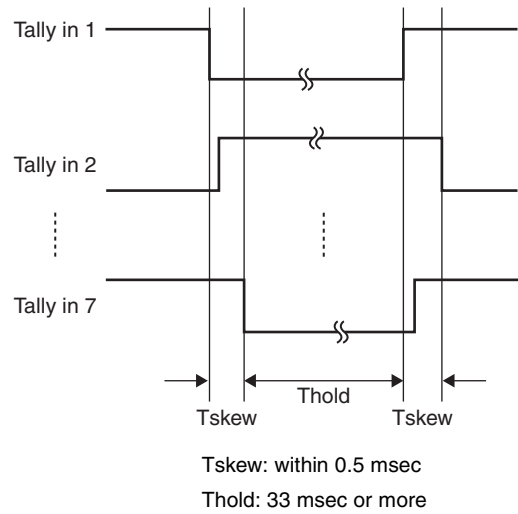 Tally in 1
Tally in 2
Tally in 7
Thold
Tskew
Tskew
Tskew: within 0.5 msec
Thold: 33 msec or more